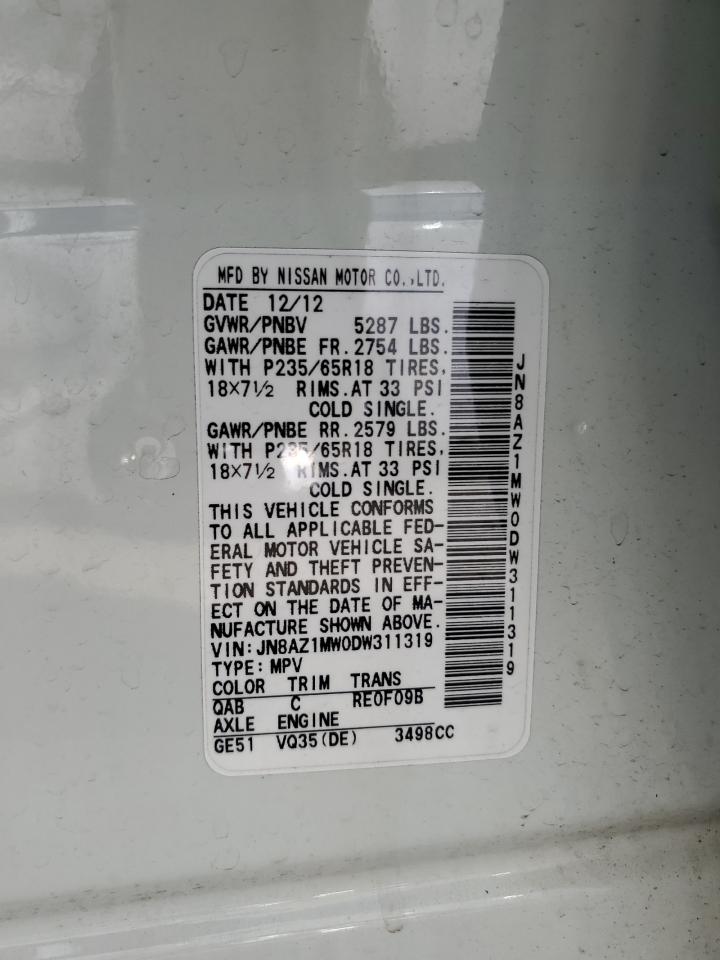 MFD BY NISSAN MOTOR CO.,LTD.
DATE 12/12
GVWR/PNBV 5287 LBS.
GAWR/PNBE FR. 2754 LBS.
WITH P235/65R18 TIRES,
18×7½ RIMS. AT 33 PSI
COLD SINGLE.
GAWR/PNBE RR. 2579 LBS.
WITH P235/65R18 TIRES,
18×7½ RIMS. AT 33 PSI
COLD SINGLE.
THIS VEHICLE CONFORMS
TO ALL APPLICABLE FED-
ERAL MOTOR VEHICLE SA-
FETY AND THEFT PREVEN-
TION STANDARDS IN EFF-
ECT ON THE DATE OF MA-
NUFACTURE SHOWN ABOVE.
VIN: JN8AZ1MW0DW311319
TYPE: MPV
COLOR TRIM TRANS
QAB C RE0F09B
AXLE ENGINE
GE51 VQ35(DE) 3498CC
JN8AZ1MW0DW311319